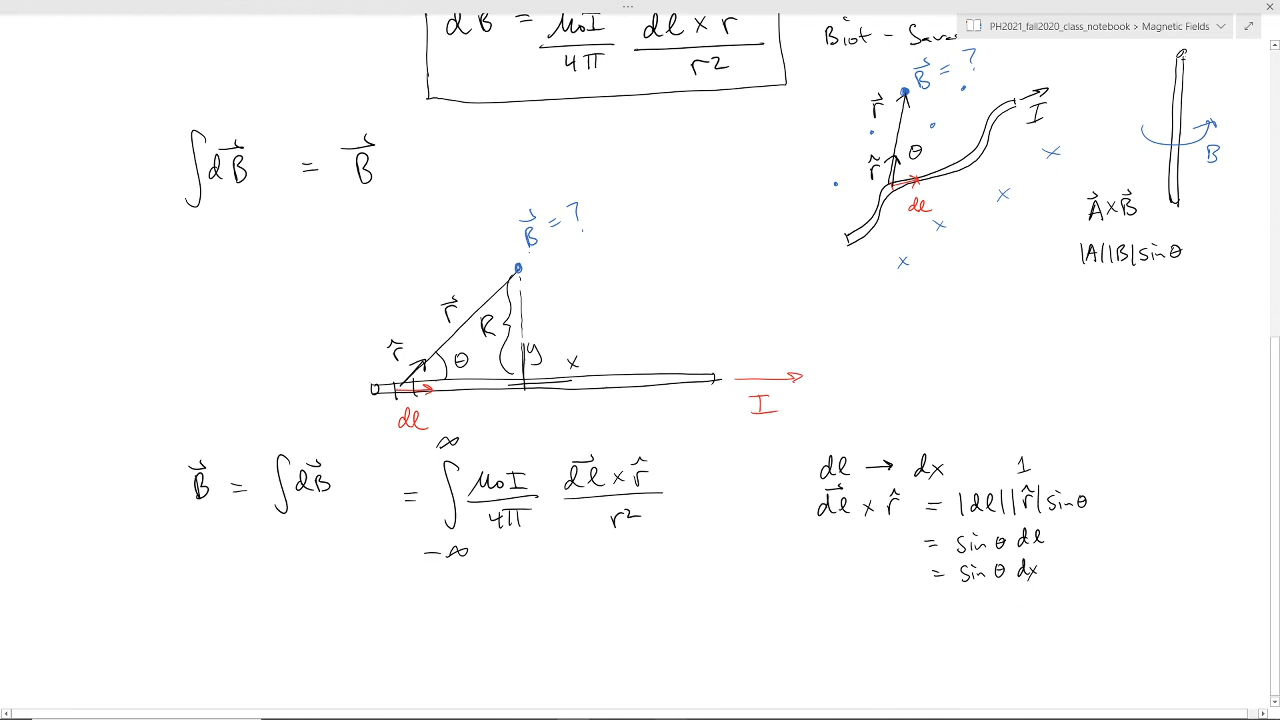 PH2021_fall2020_class_notebook > Magnetic Fields
dB = μ₀I/4π dl × r/r²
Biot - Sava
∫dB⃗ = B⃗
B⃗ = ?
r⃗
r̂
θ
dl
I
B
A⃗×B⃗
|A||B|sinθ
B⃗ = ?
r⃗
R
r̂
θ
y
x
dl
I
B⃗ = ∫dB⃗ = ∫_{-∞}^{∞} μ₀I/4π dl⃗ × r̂/r²
dl → dx 1
dl⃗ × r̂ = |dl||r̂|sinθ
= sinθ dl
= sinθ dx